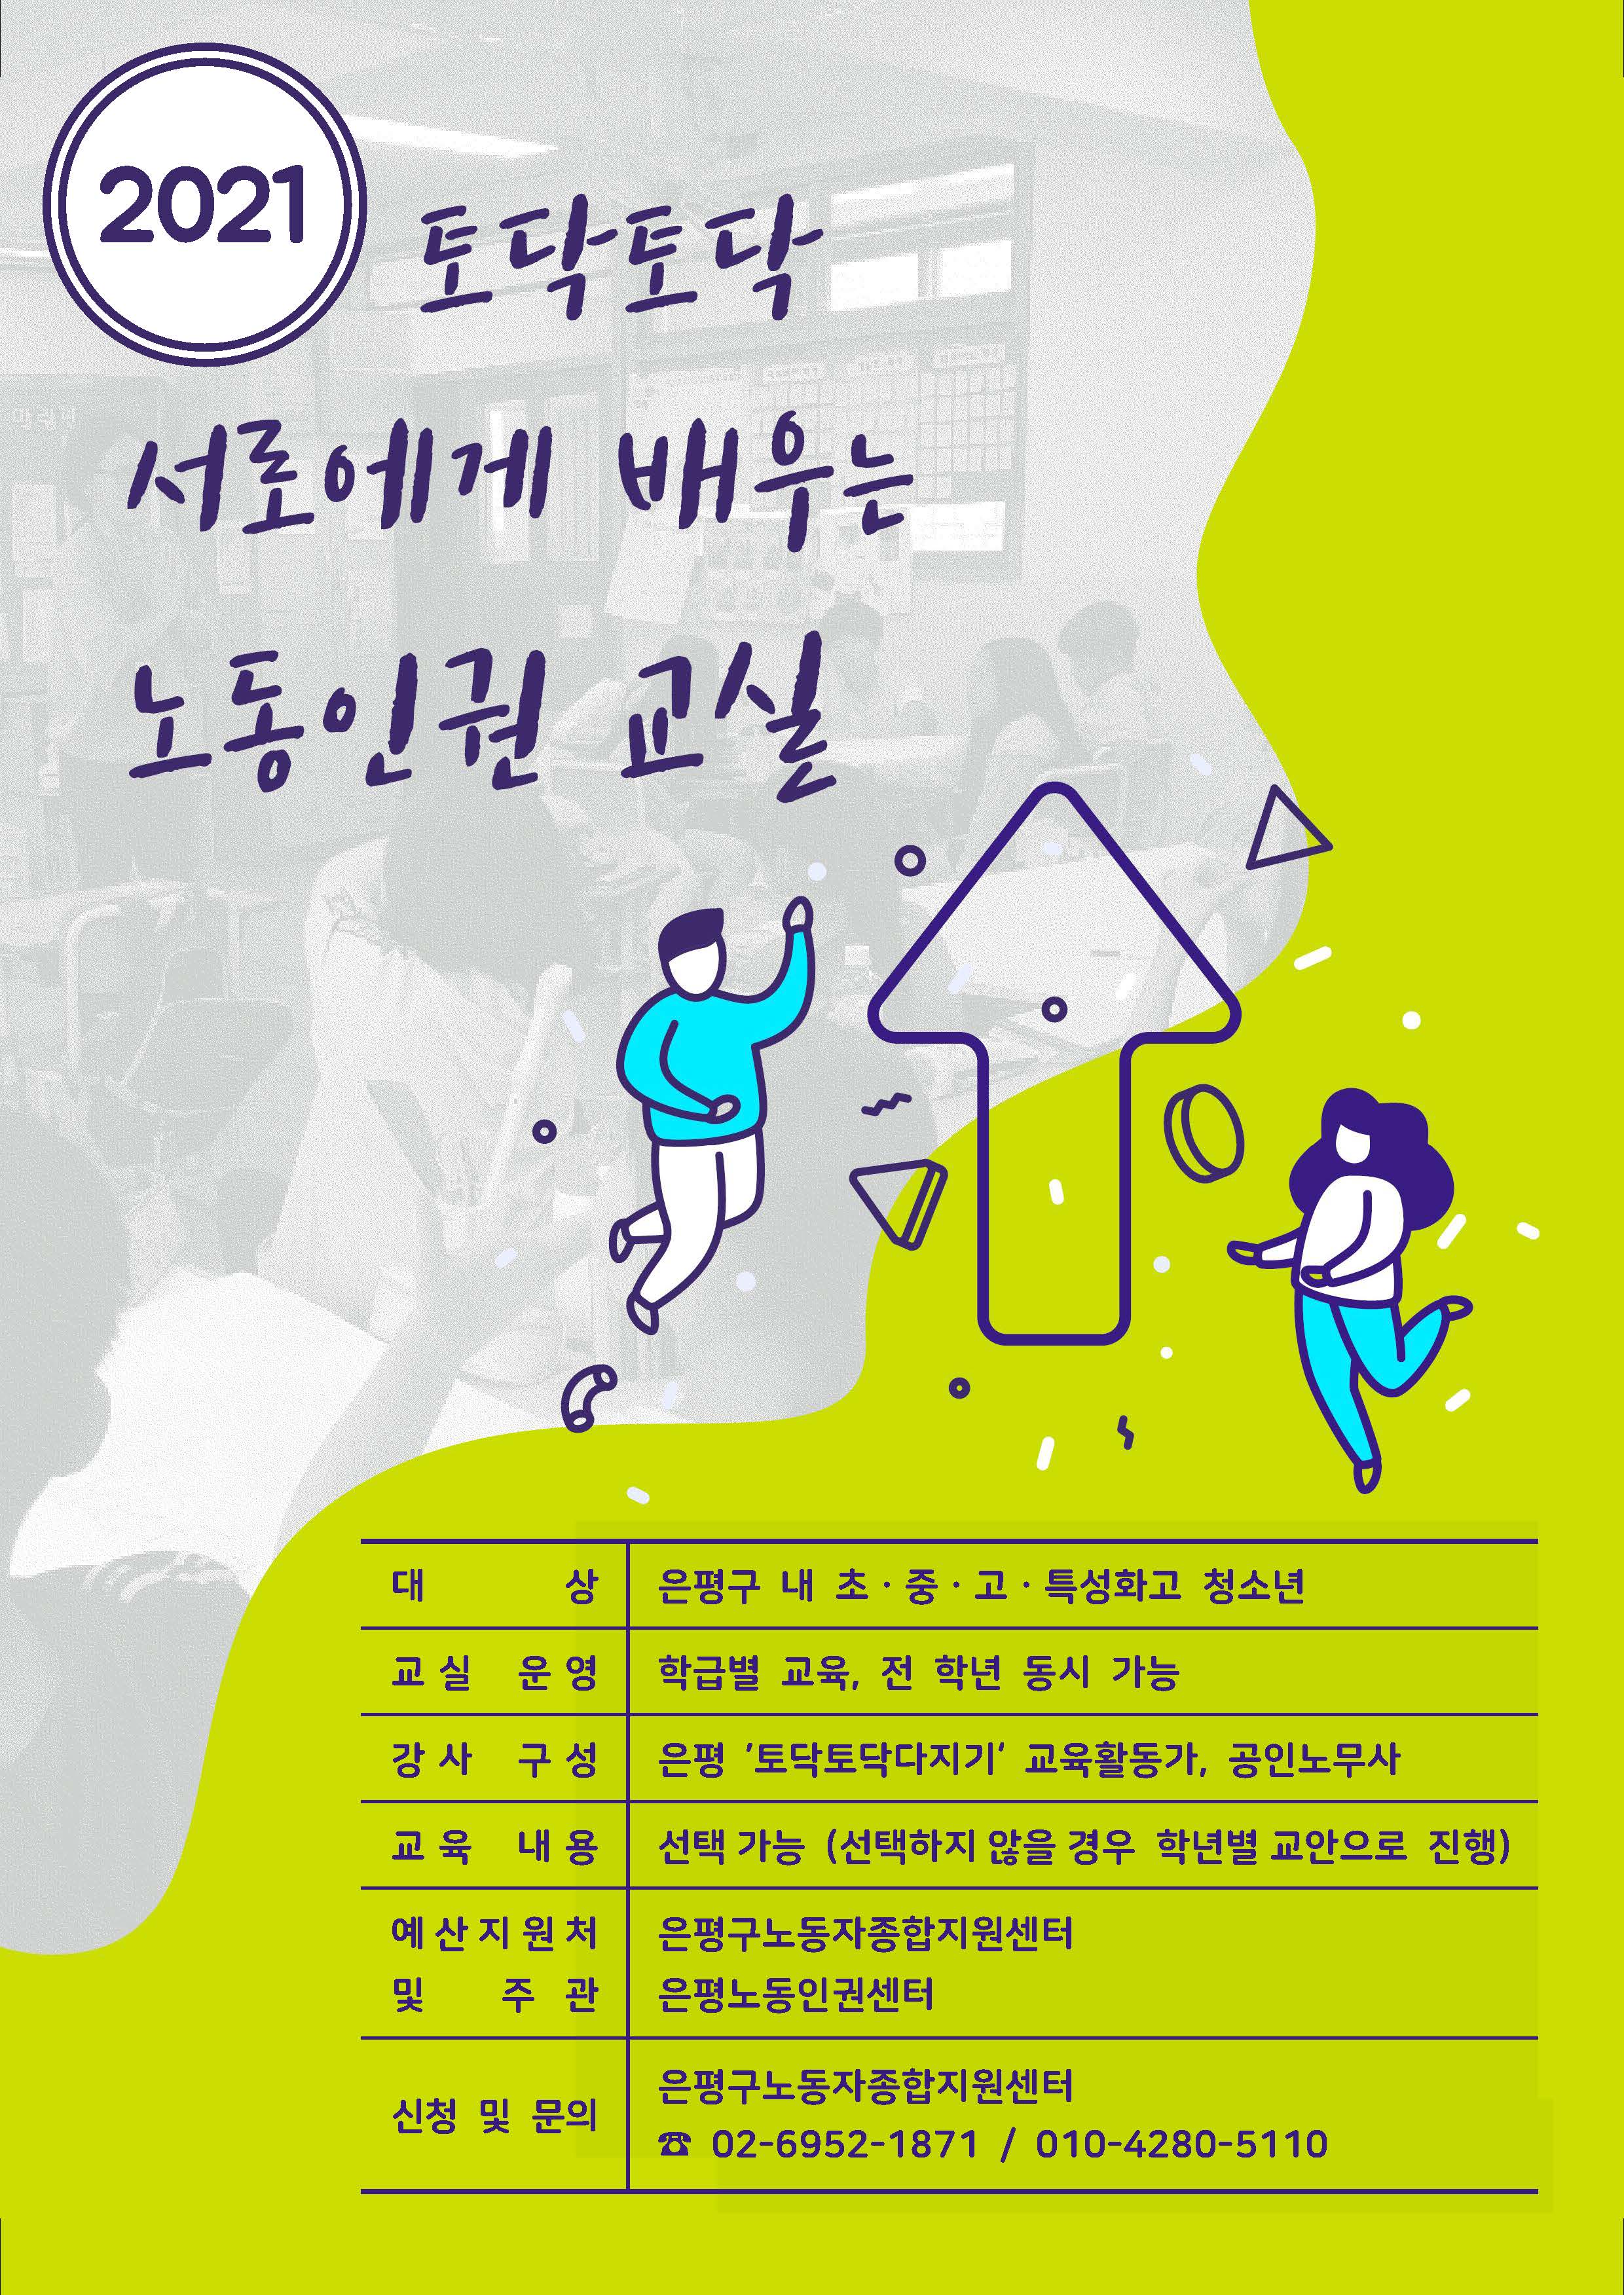 2021
토닥토닥
서로에게 배우는
노동인권 교실
대 상 은평구 내 초·중·고·특성화고 청소년
교실 운영 학급별 교육, 전 학년 동시 가능
강사 구성 은평 '토닥토닥다지기' 교육활동가, 공인노무사
교육 내용 선택 가능 (선택하지 않을 경우 학년별 교안으로 진행)
예산지원처 은평구노동자종합지원센터
및 주관 은평노동인권센터
신청 및 문의 은평구노동자종합지원센터
☎ 02-6952-1871 / 010-4280-5110